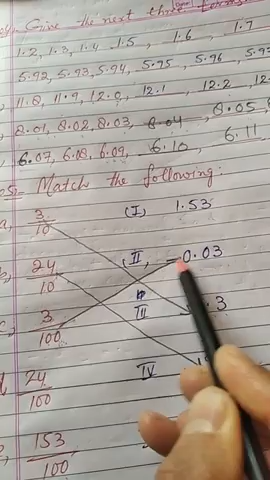 Give the next three
1.2, 1.3, 1.4, 1.5, 1.6, 1.7
5.92, 5.93, 5.94, 5.95, 5.96, 5.9
11.8, 11.9, 12.0, 12.1, 12.2, 12
8.01, 8.02, 8.03, 8.04, 8.05
6.07, 6.08, 6.09, 6.10, 6.11
Match the following:
a, 3/10 (I) 1.53
24/10 (II, 0.03
c, 3/100 III .3
d 24/100 IV
153/100